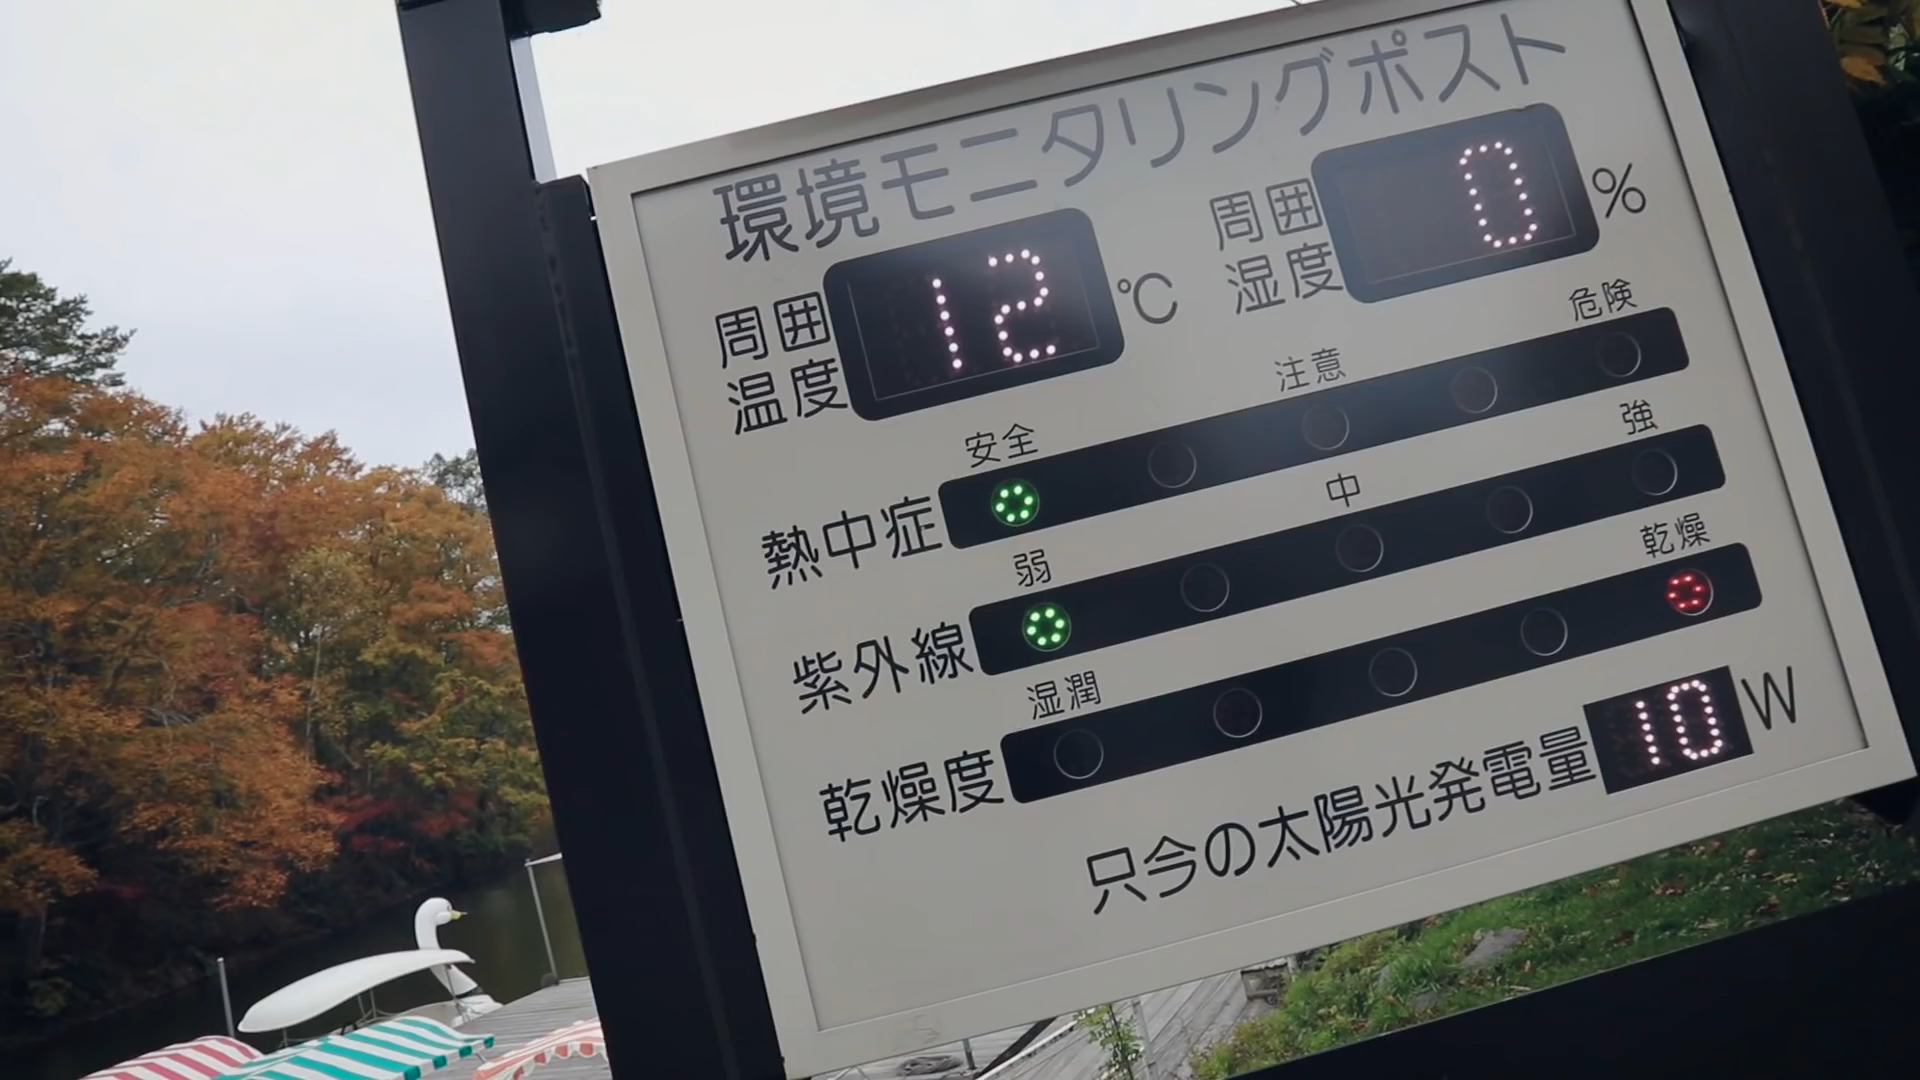 環境モニタリングポスト
周囲温度 12 ℃
周囲湿度 0 %
安全 注意 危険
熱中症
弱 中 強
紫外線
湿潤 乾燥
乾燥度
只今の太陽光発電量 10 W